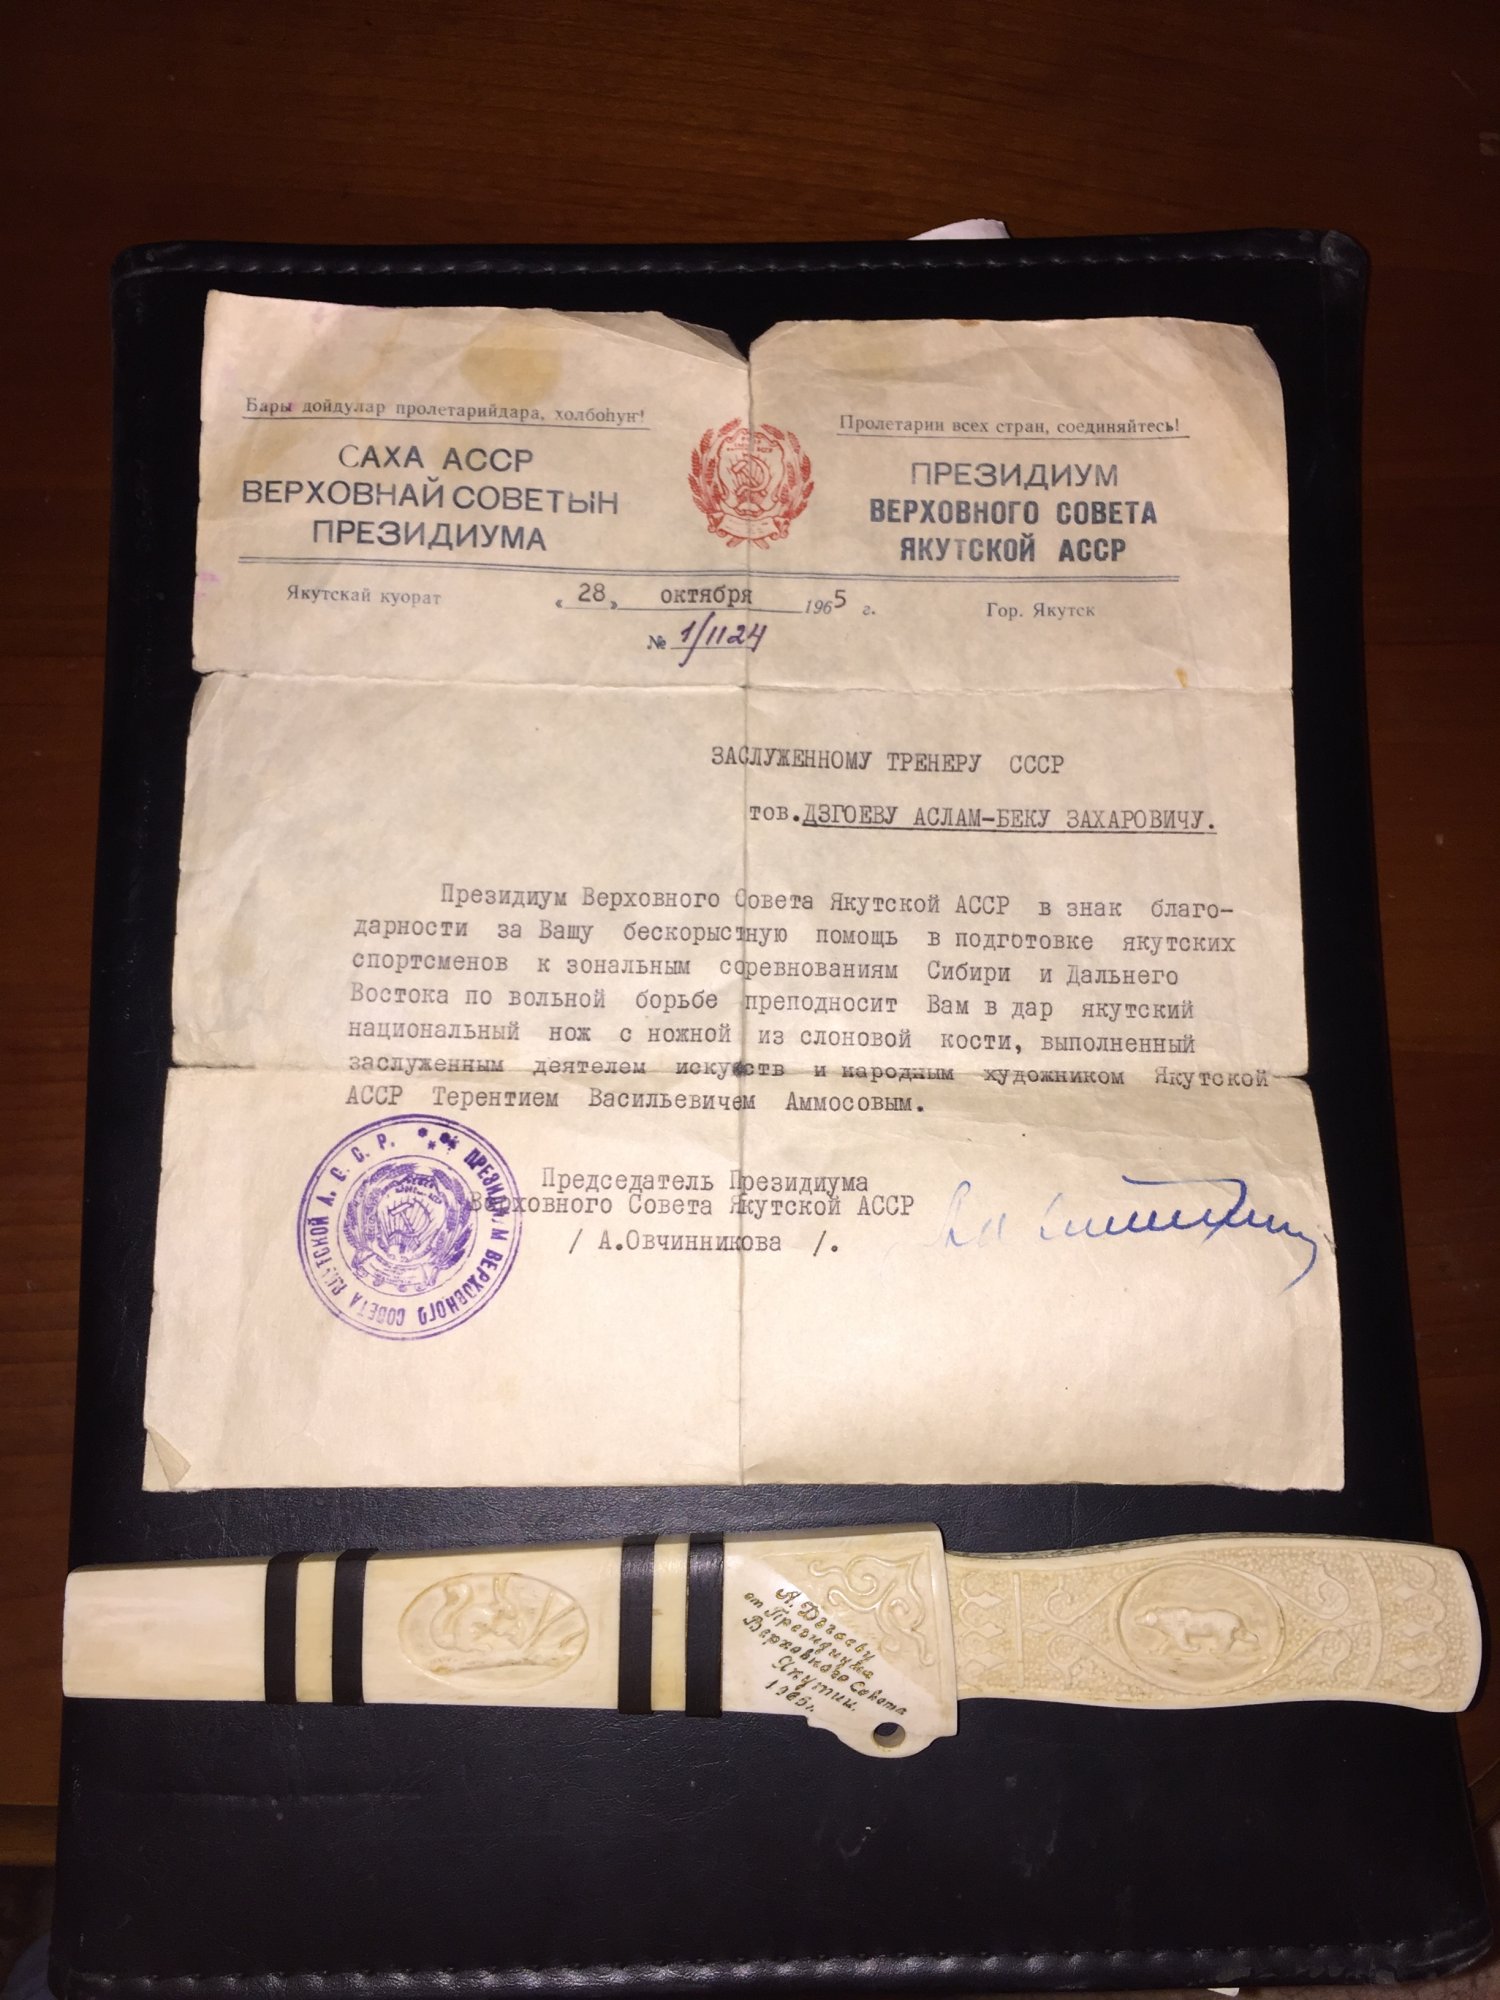 Бары дойдулар пролетарийдара, холбоһуҥ!
САХА АССР
ВЕРХОВНАЙ СОВЕТЫН
ПРЕЗИДИУМА
Пролетарии всех стран, соединяйтесь!
ПРЕЗИДИУМ
ВЕРХОВНОГО СОВЕТА
ЯКУТСКОЙ АССР
Якутскай куорат
« 28 » октября 1965 г.
Гор. Якутск
№ 1/1124
ЗАСЛУЖЕННОМУ ТРЕНЕРУ СССР
тов. ДЗГОЕВУ АСЛАМ-БЕКУ ЗАХАРОВИЧУ.
Президиум Верховного Совета Якутской АССР в знак благо-
дарности за Вашу бескорыстную помощь в подготовке якутских
спортсменов к зональным соревнованиям Сибири и Дальнего
Востока по вольной борьбе преподносит Вам в дар якутский
национальный нож с ножной из слоновой кости, выполненный
заслуженным деятелем искусств и народным художником Якутской
АССР Терентием Васильевичем Аммосовым.
Председатель Президиума
Верховного Совета Якутской АССР
/ А.Овчинникова /.
ПРЕЗИДИУМ ВЕРХОВНОГО СОВЕТА ЯКУТСКОЙ А.С.С.Р.
А. Дзгоеву
от Президиума
Верховного Совета
Якутии.